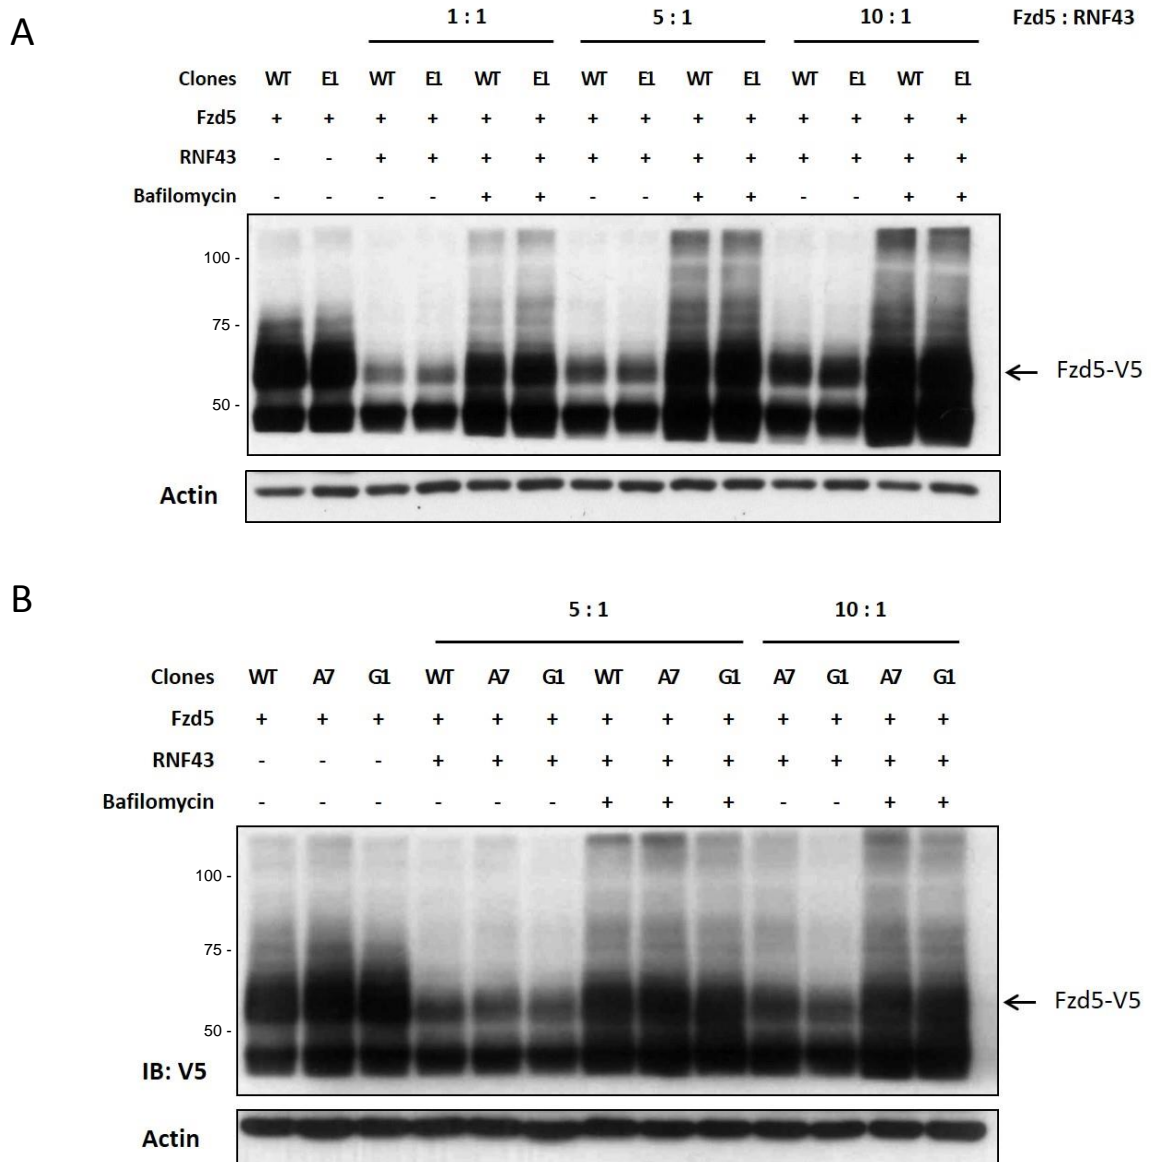 A
1 : 1 5 : 1 10 : 1 Fzd5 : RNF43
Clones WT E1 WT E1 WT E1 WT E1 WT E1 WT E1 WT E1
Fzd5 + + + + + + + + + + + + + +
RNF43 - - + + + + + + + + + + + +
Bafilomycin - - - - + + - - + + - - + +
100 -
75 -
Fzd5-V5
50 -
Actin
B
5 : 1 10 : 1
Clones WT A7 G1 WT A7 G1 WT A7 G1 A7 G1 A7 G1
Fzd5 + + + + + + + + + + + + +
RNF43 - - - + + + + + + + + + +
Bafilomycin - - - - - - + + + - - + +
100 -
75 -
Fzd5-V5
50 -
IB: V5
Actin